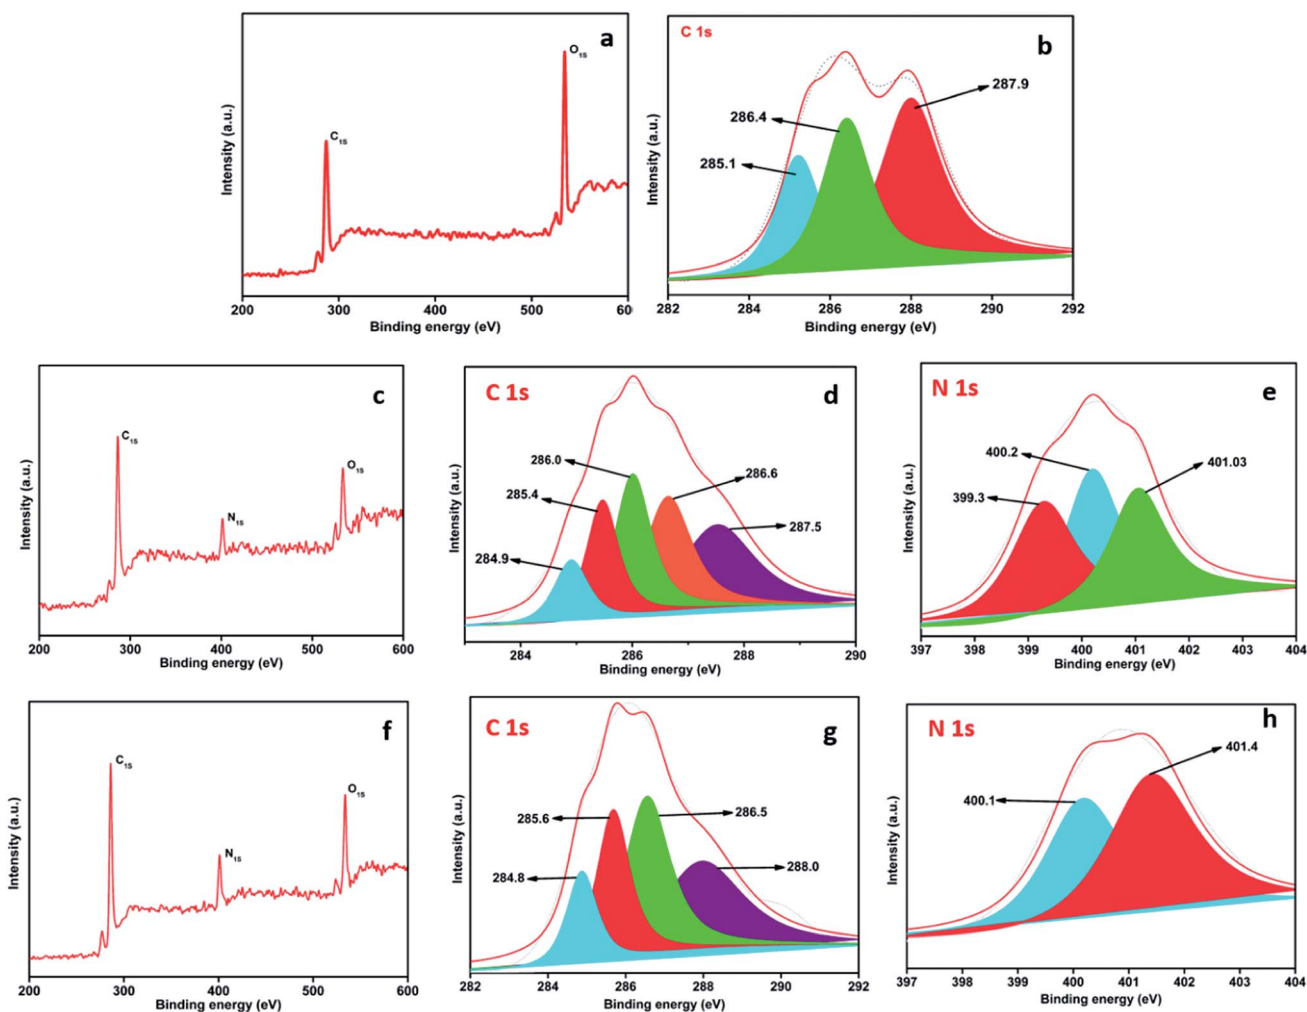 a
O1S
C1S
Intensity (a.u.)
200 300 400 500 60
Binding energy (eV)
C 1s
b
287.9
286.4
285.1
Intensity (a.u.)
282 284 286 288 290 292
Binding energy (eV)
c
C1S
O1S
N1S
Intensity (a.u.)
200 300 400 500 600
Binding energy (eV)
C 1s
d
286.0
286.6
285.4
287.5
284.9
Intensity (a.u.)
284 286 288 290
Binding energy (eV)
N 1s
e
400.2
401.03
399.3
Intensity (a.u.)
397 398 399 400 401 402 403 404
Binding energy (eV)
f
C1S
O1S
N1S
Intensity (a.u.)
200 300 400 500 600
Binding energy (eV)
C 1s
g
285.6
286.5
288.0
284.8
Intensity (a.u.)
282 284 286 288 290 292
Binding energy (eV)
N 1s
h
401.4
400.1
Intensity (a.u.)
397 398 399 400 401 402 403 404
Binding energy (eV)